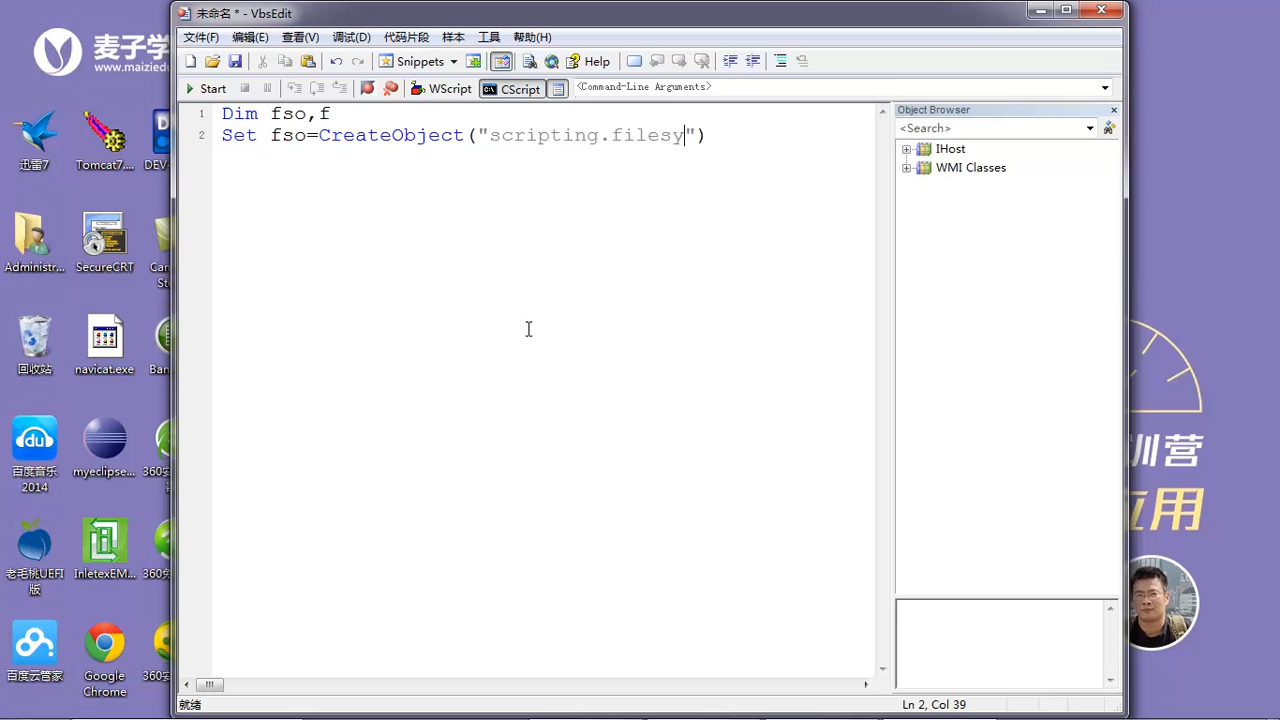 未命名 * - VbsEdit
文件(F) 编辑(E) 查看(V) 调试(D) 代码片段 样本 工具 帮助(H)
Snippets Help
Start WScript CScript <Command-Line Arguments>
1 Dim fso,f
2 Set fso=CreateObject("scripting.filesy")
Object Browser
<Search>
IHost
WMI Classes
就绪 Ln 2, Col 39
麦子学
www.maizied
迅雷7
Tomcat7....
DEV-
Administr...
SecureCRT
回收站
navicat.exe
百度音乐
2014
myeclipse...
老毛桃UEFI
版
InletexEM...
百度云管家
Google
Chrome
训营
应用